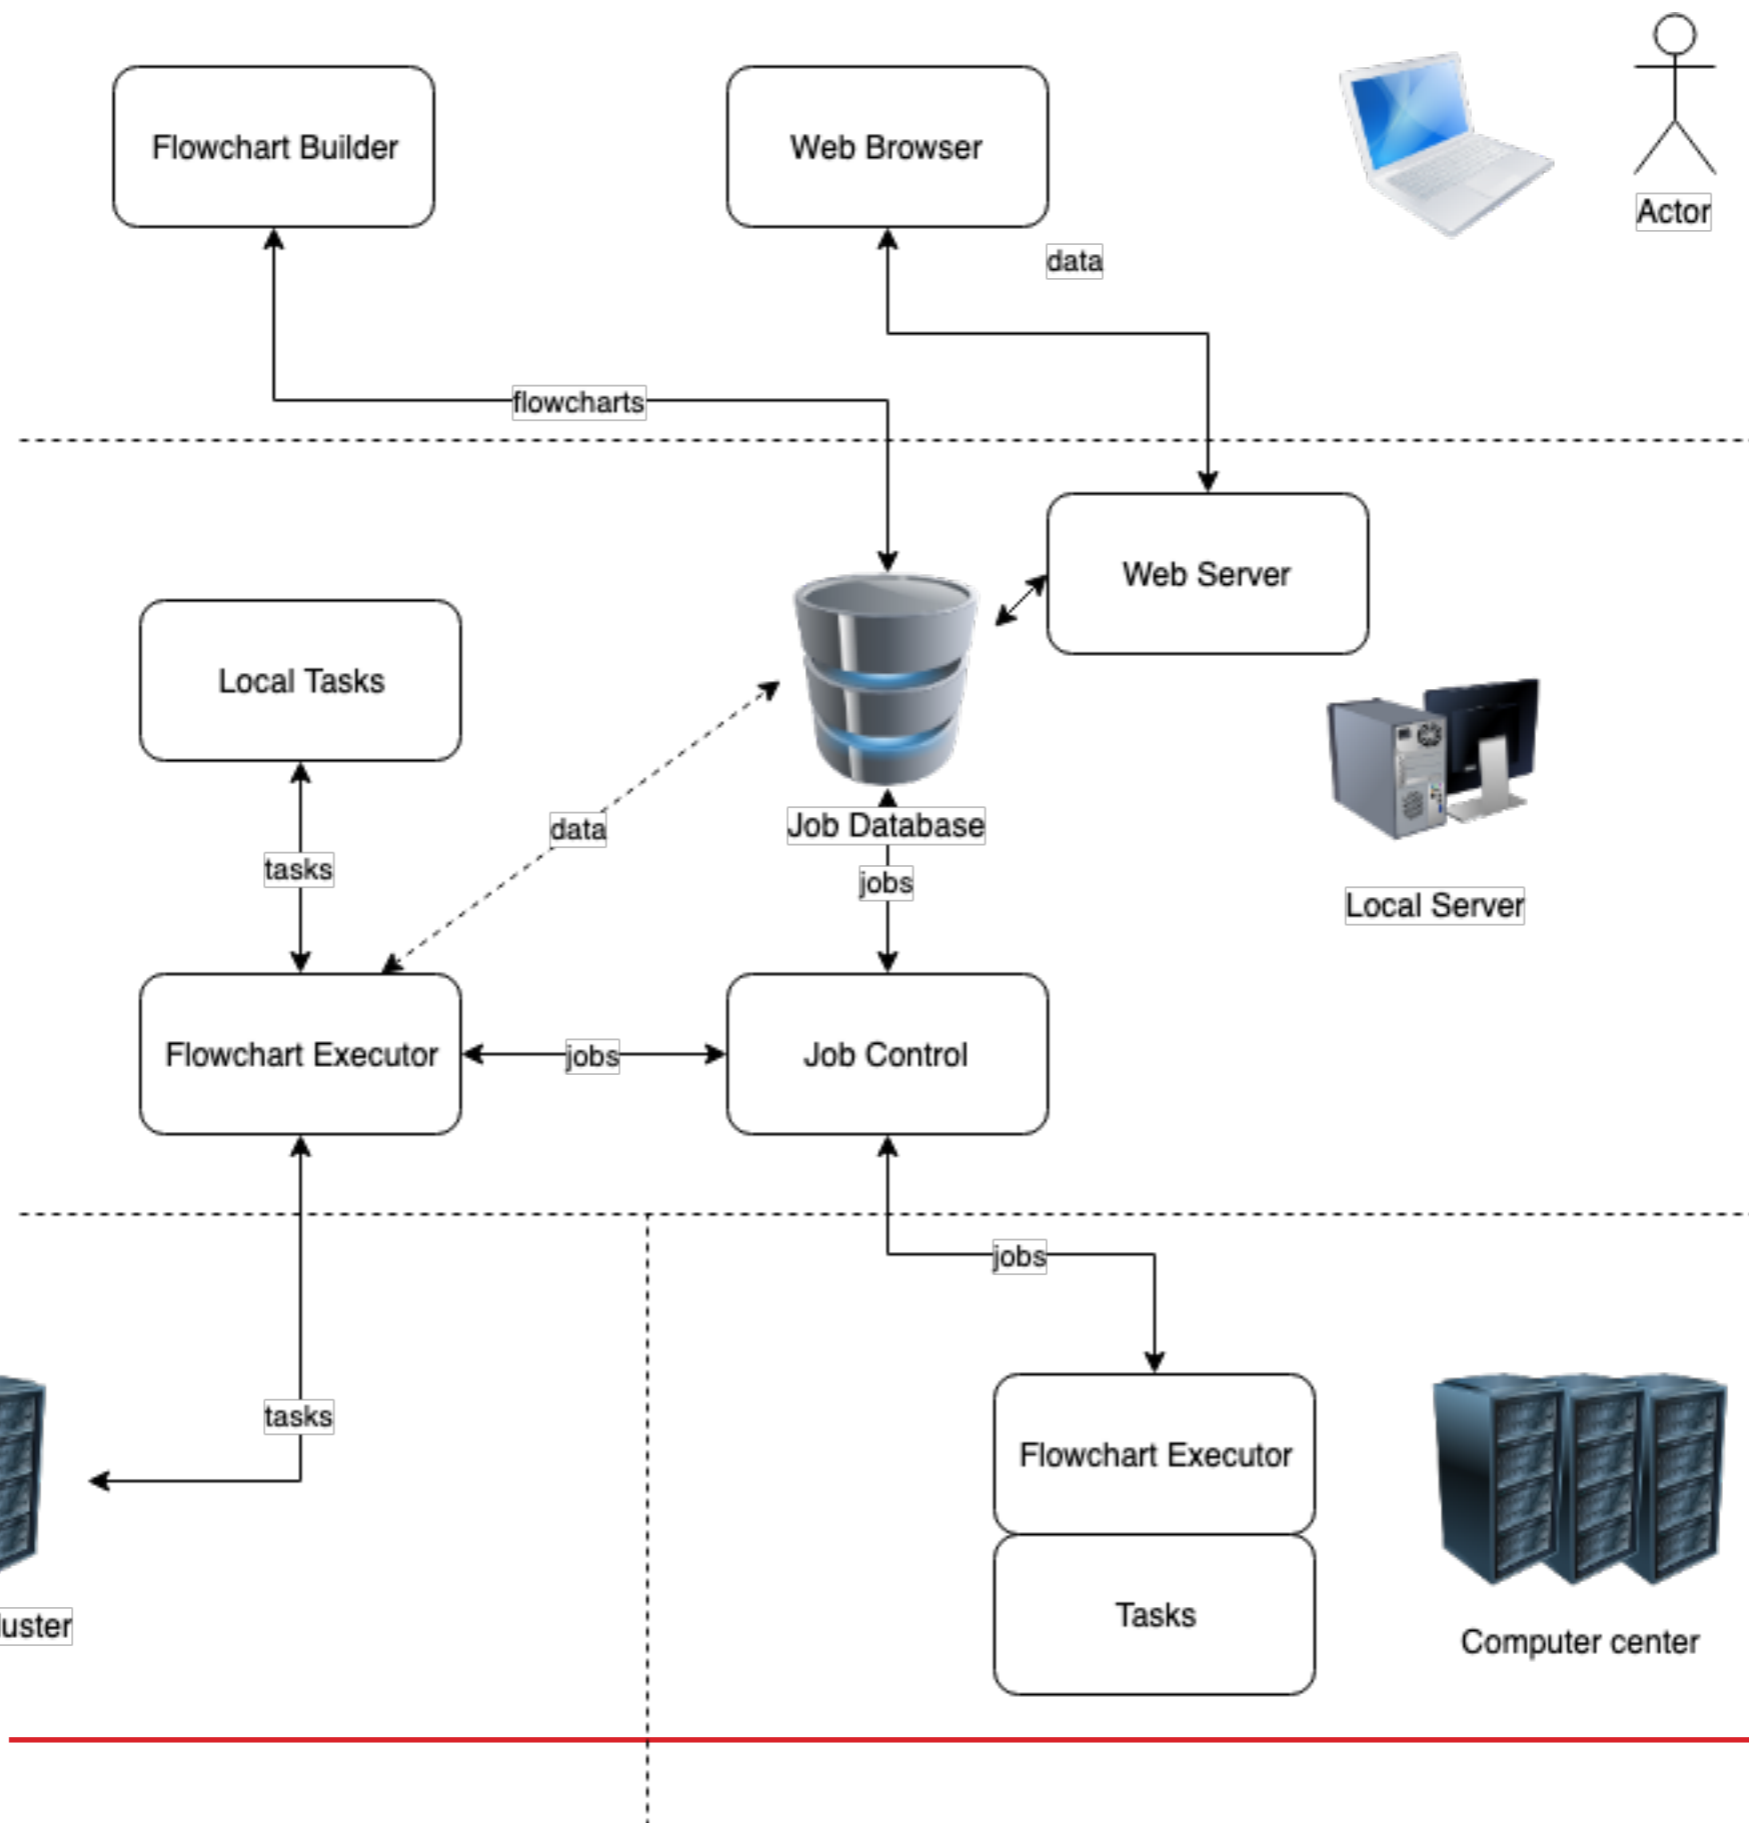 Flowchart Builder
Web Browser
Actor
data
flowcharts
Web Server
Local Tasks
data
Job Database
tasks
jobs
Local Server
Flowchart Executor
jobs
Job Control
jobs
tasks
Flowchart Executor
Tasks
luster
Computer center